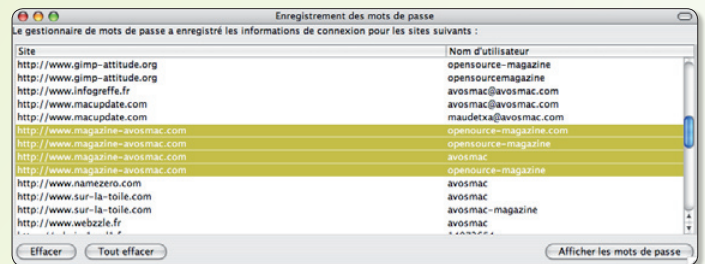 Enregistrement des mots de passe
Le gestionnaire de mots de passe a enregistré les informations de connexion pour les sites suivants :
Site Nom d'utilisateur
http://www.gimp-attitude.org opensource-magazine
http://www.gimp-attitude.org opensourcemagazine
http://www.infogreffe.fr avosmac@avosmac.com
http://www.macupdate.com avosmac@avosmac.com
http://www.macupdate.com maudetxa@avosmac.com
http://www.magazine-avosmac.com openource-magazine.com
http://www.magazine-avosmac.com opensource-magazine
http://www.magazine-avosmac.com avosmac
http://www.magazine-avosmac.com openource-magazine
http://www.namezero.com avosmac
http://www.sur-la-toile.com avosmac
http://www.sur-la-toile.com avosmac-magazine
http://www.webzzle.fr avosmac
Effacer Tout effacer Afficher les mots de passe